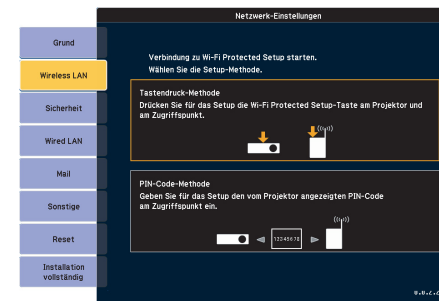 Netzwerk-Einstellungen
Grund
Wireless LAN
Sicherheit
Wired LAN
Mail
Sonstige
Reset
Installation
vollständig
Verbindung zu Wi-Fi Protected Setup starten.
Wählen Sie die Setup-Methode.
Tastendruck-Methode
Drücken Sie für das Setup die Wi-Fi Protected Setup-Taste am Projektor und
am Zugriffspunkt.
PIN-Code-Methode
Geben Sie für das Setup den vom Projektor angezeigten PIN-Code
am Zugriffspunkt ein.
12345678